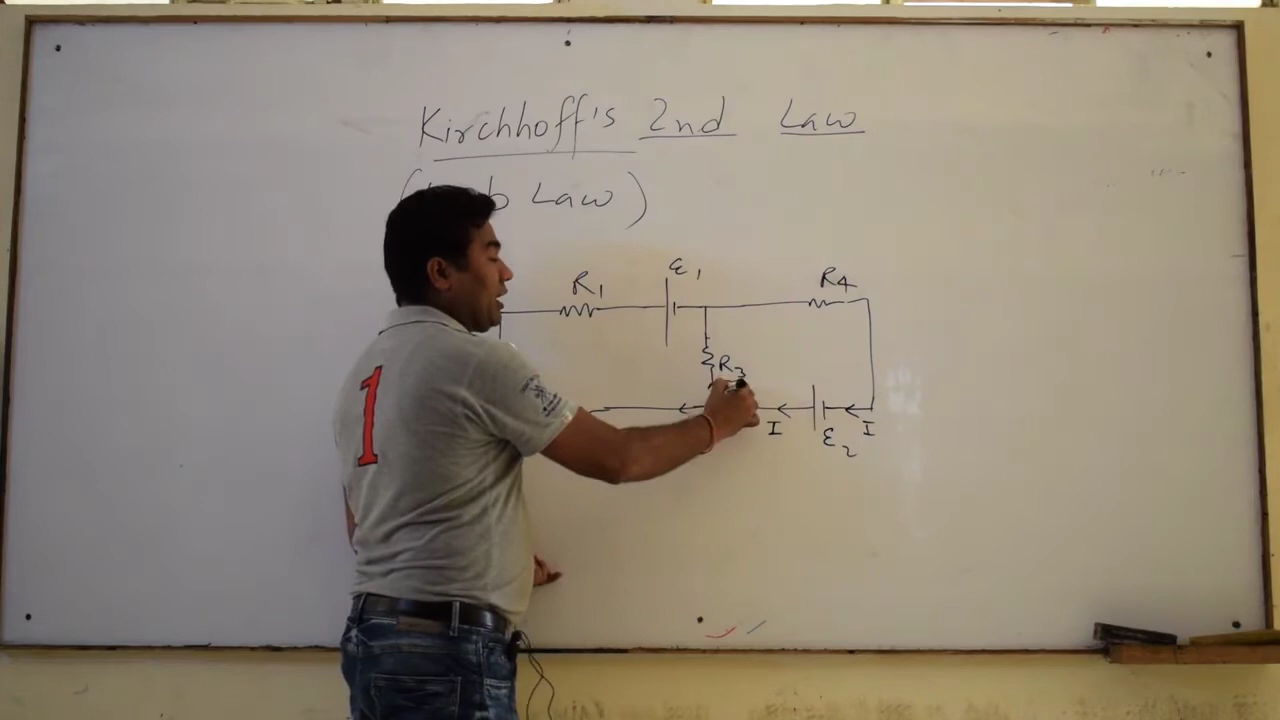 Kirchhoff's 2nd Law
Law)
R1
ε1
R4
R3
I
ε2
I
1